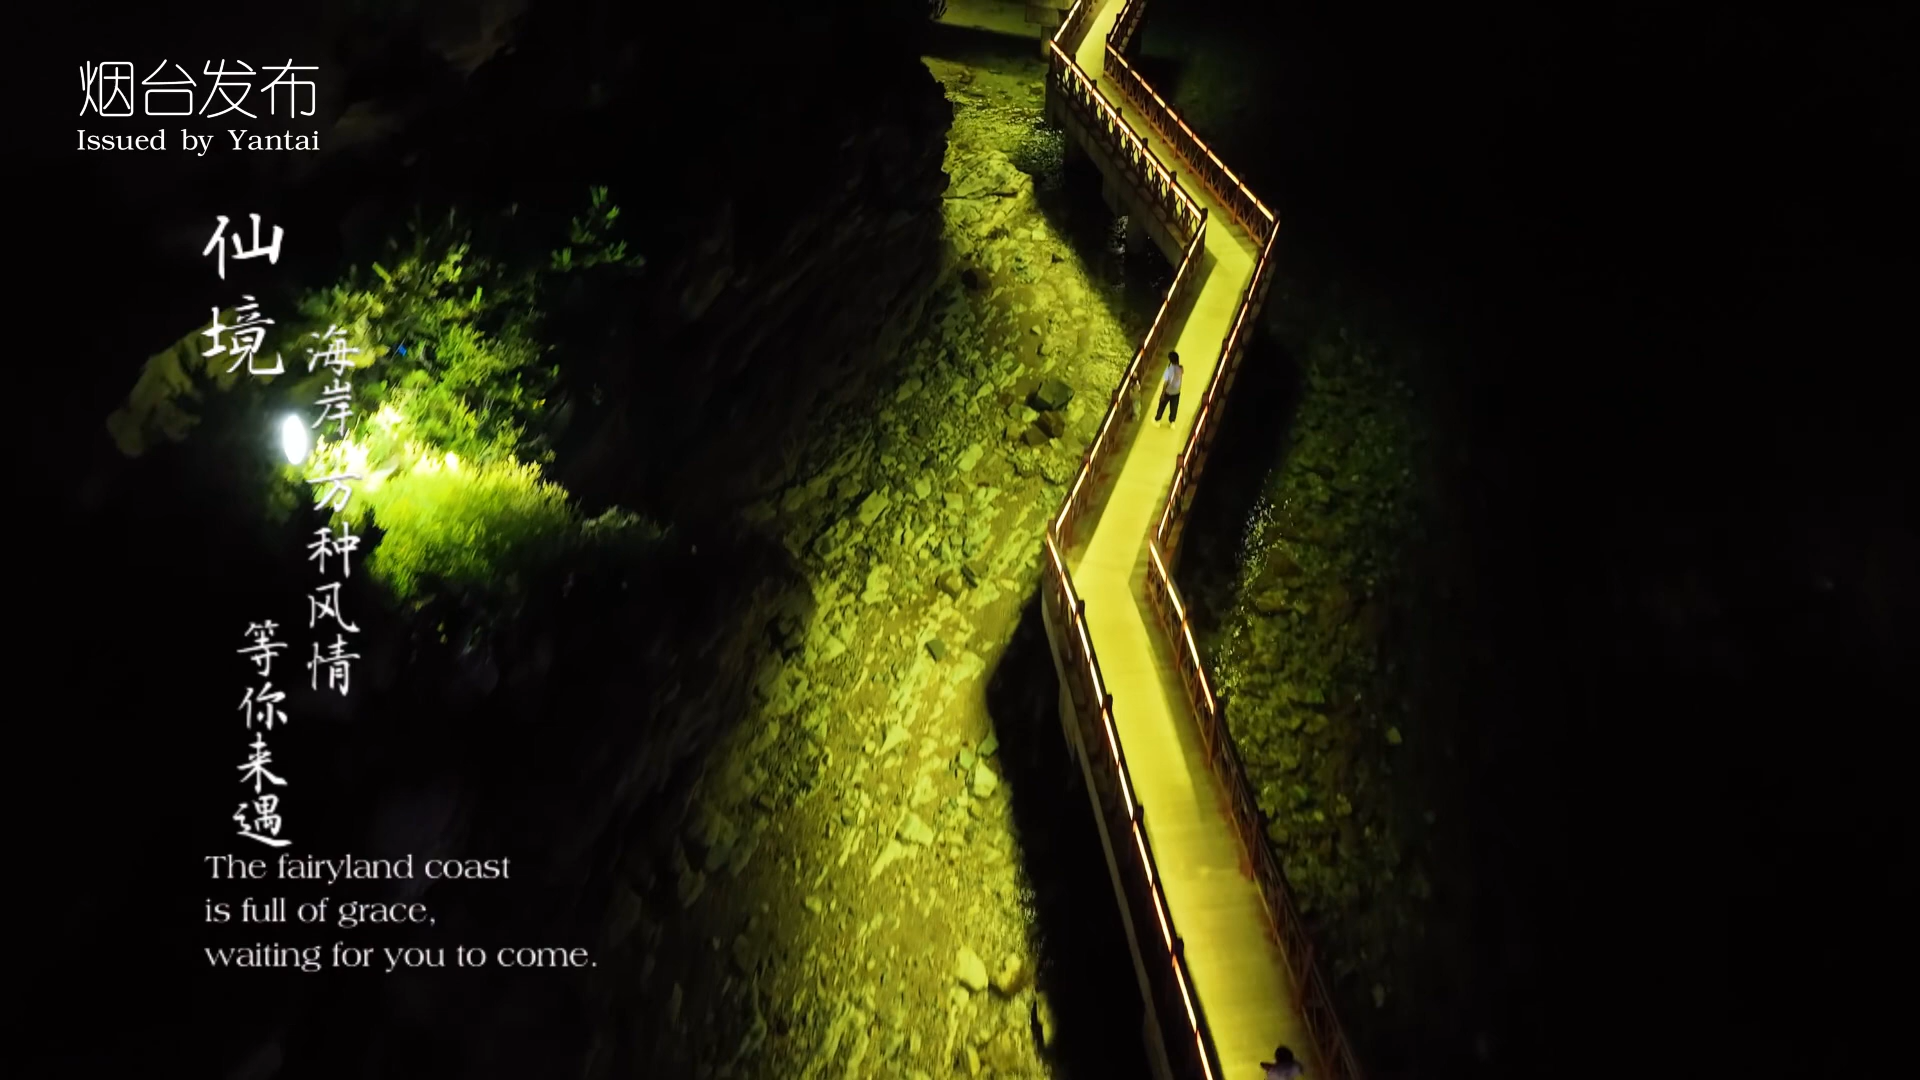 烟台发布
Issued by Yantai
仙境
海岸万种风情
等你来遇
The fairyland coast
is full of grace,
waiting for you to come.